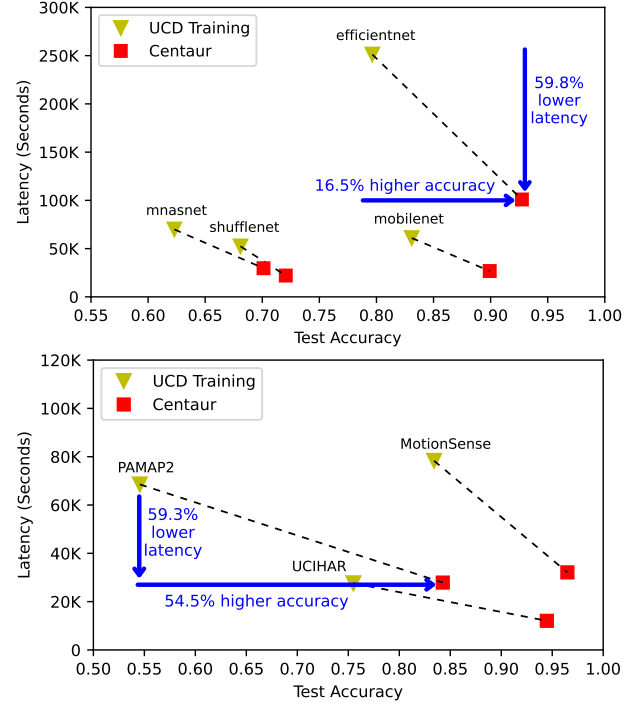 300K
250K
200K
150K
100K
50K
0
Latency (Seconds)
UCD Training
Centaur
efficientnet
59.8%
lower
latency
16.5% higher accuracy
mnasnet
shufflenet
mobilenet
0.55 0.60 0.65 0.70 0.75 0.80 0.85 0.90 0.95 1.00
Test Accuracy
120K
100K
80K
60K
40K
20K
0
Latency (Seconds)
UCD Training
Centaur
MotionSense
PAMAP2
59.3%
lower
latency
UCIHAR
54.5% higher accuracy
0.50 0.55 0.60 0.65 0.70 0.75 0.80 0.85 0.90 0.95 1.00
Test Accuracy